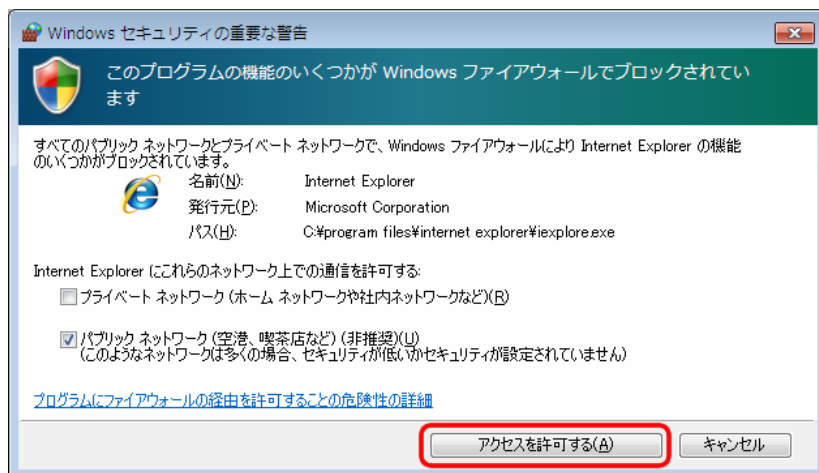 Windows セキュリティの重要な警告
このプログラムの機能のいくつかが Windows ファイアウォールでブロックされてい
ます
すべてのパブリック ネットワークとプライベート ネットワークで、Windows ファイアウォールにより Internet Explorer の機能
のいくつかがブロックされています。
名前(N): Internet Explorer
発行元(P): Microsoft Corporation
パス(H): C:¥program files¥internet explorer¥iexplore.exe
Internet Explorer にこれらのネットワーク上での通信を許可する:
プライベート ネットワーク (ホーム ネットワークや社内ネットワークなど)(R)
パブリック ネットワーク (空港、喫茶店など) (非推奨)(U)
(このようなネットワークは多くの場合、セキュリティが低いかセキュリティが設定されていません)
プログラムにファイアウォールの経由を許可することの危険性の詳細
アクセスを許可する(A) キャンセル